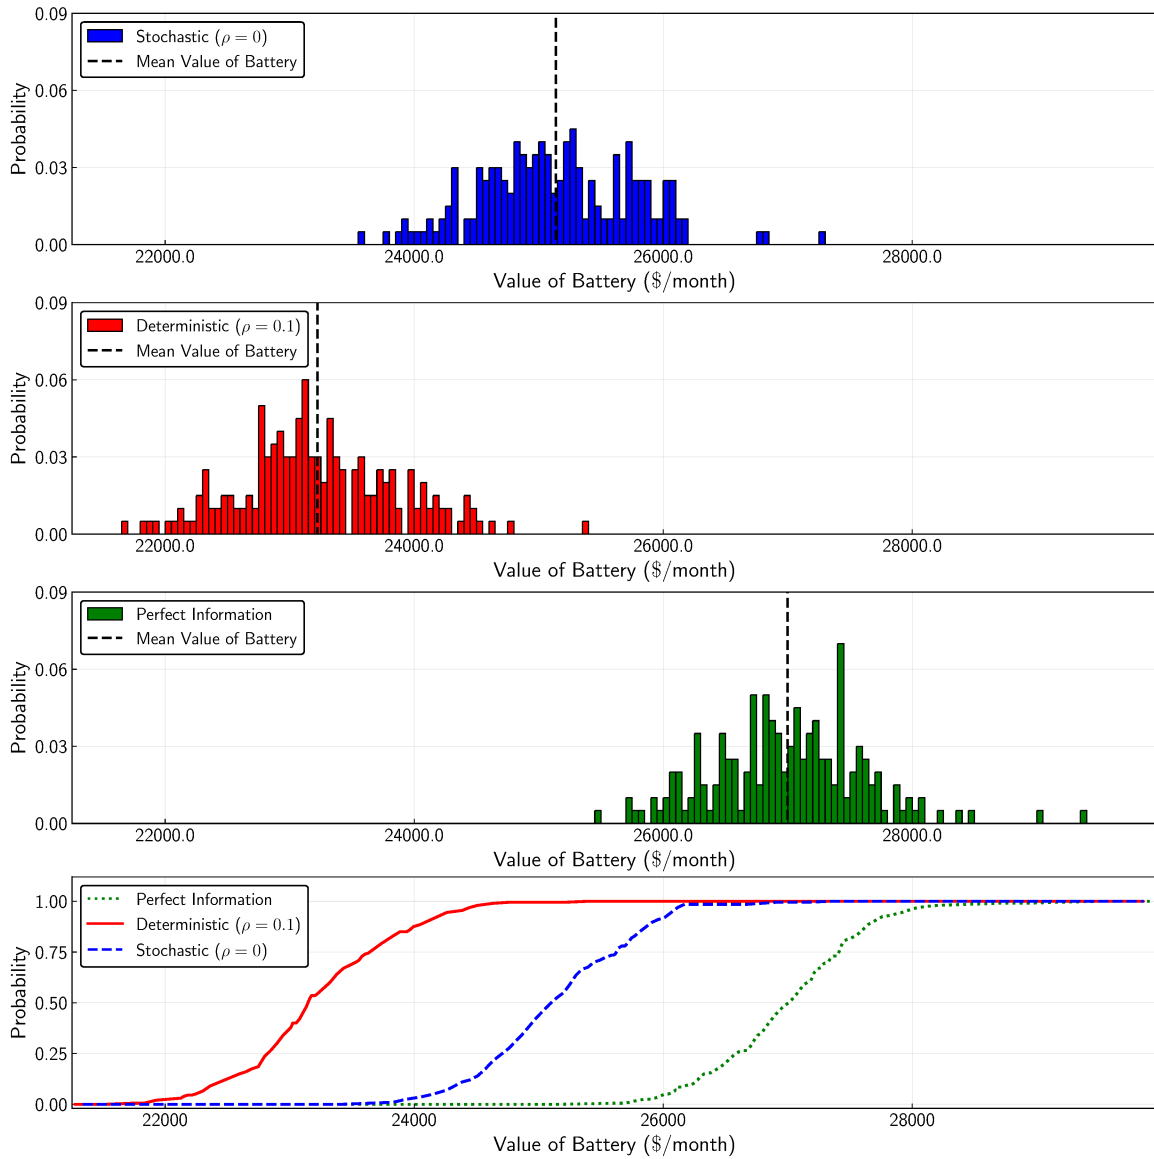 0.09
Stochastic (ρ = 0)
Mean Value of Battery
0.06
0.03
0.00
Probability
22000.0 24000.0 26000.0 28000.0
Value of Battery ($/month)
0.09
Deterministic (ρ = 0.1)
Mean Value of Battery
0.06
0.03
0.00
Probability
22000.0 24000.0 26000.0 28000.0
Value of Battery ($/month)
0.09
Perfect Information
Mean Value of Battery
0.06
0.03
0.00
Probability
22000.0 24000.0 26000.0 28000.0
Value of Battery ($/month)
Perfect Information
Deterministic (ρ = 0.1)
Stochastic (ρ = 0)
1.00
0.75
0.50
0.25
0.00
Probability
22000 24000 26000 28000
Value of Battery ($/month)